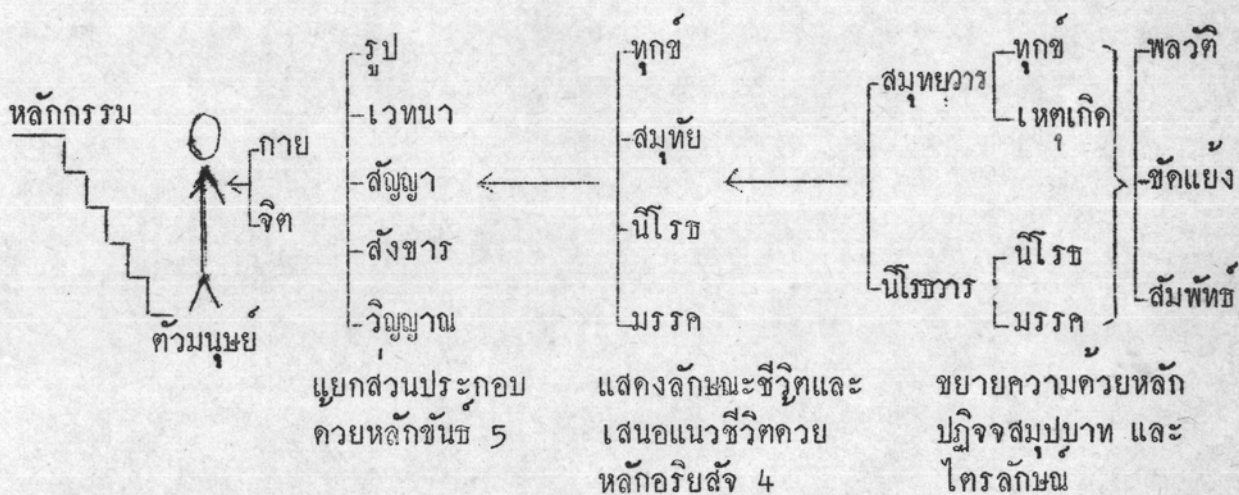 หลักกรรม
ตัวมนุษย์
กาย
จิต
รูป
เวทนา
สัญญา
สังขาร
วิญญาณ
แยกส่วนประกอบ
ด้วยหลักขันธ์ 5
ทุกข์
สมุทัย
นิโรธ
มรรค
แสดงลักษณะชีวิตและ
เสนอแนวชีวิตด้วย
หลักอริยสัจ 4
สมุทยวาร
นิโรธวาร
ทุกข์
เหตุเกิด
นิโรธ
มรรค
พลวัติ
ขัดแย้ง
สัมพัทธ์
ขยายความด้วยหลัก
ปฏิจจสมุปบาท และ
ไตรลักษณ์